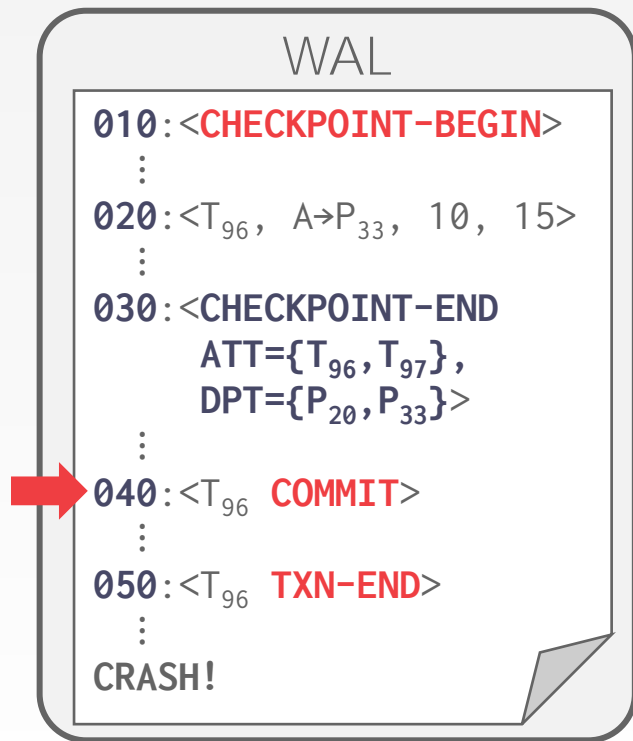 WAL
010:<CHECKPOINT-BEGIN>
⋮
020:<T₉₆, A→P₃₃, 10, 15>
⋮
030:<CHECKPOINT-END
ATT={T₉₆,T₉₇},
DPT={P₂₀,P₃₃}>
⋮
040:<T₉₆ COMMIT>
⋮
050:<T₉₆ TXN-END>
⋮
CRASH!